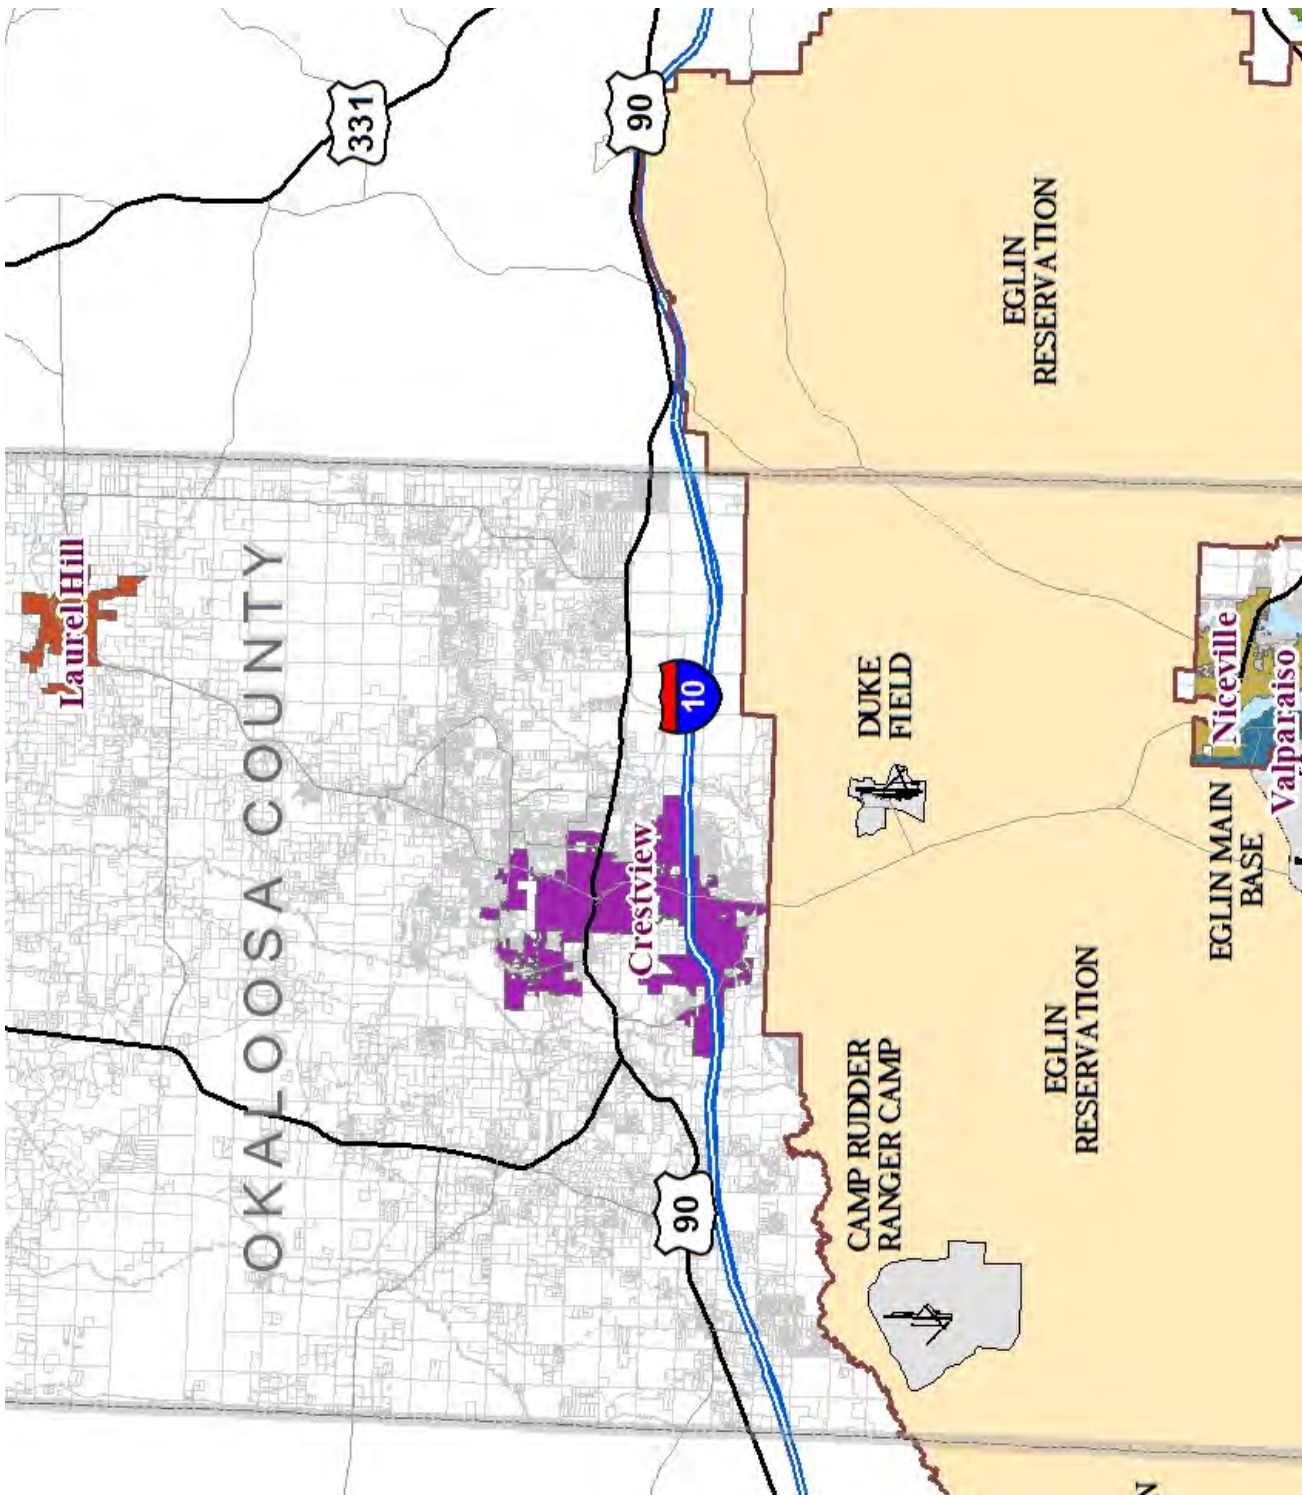 331
90
Laurel Hill
OKALOOSA COUNTY
10
Crestview
90
EGLIN
RESERVATION
DUKE
FIELD
Niceville
Valparaiso
EGLIN MAIN
BASE
CAMP RUDDER
RANGER CAMP
EGLIN
RESERVATION
N